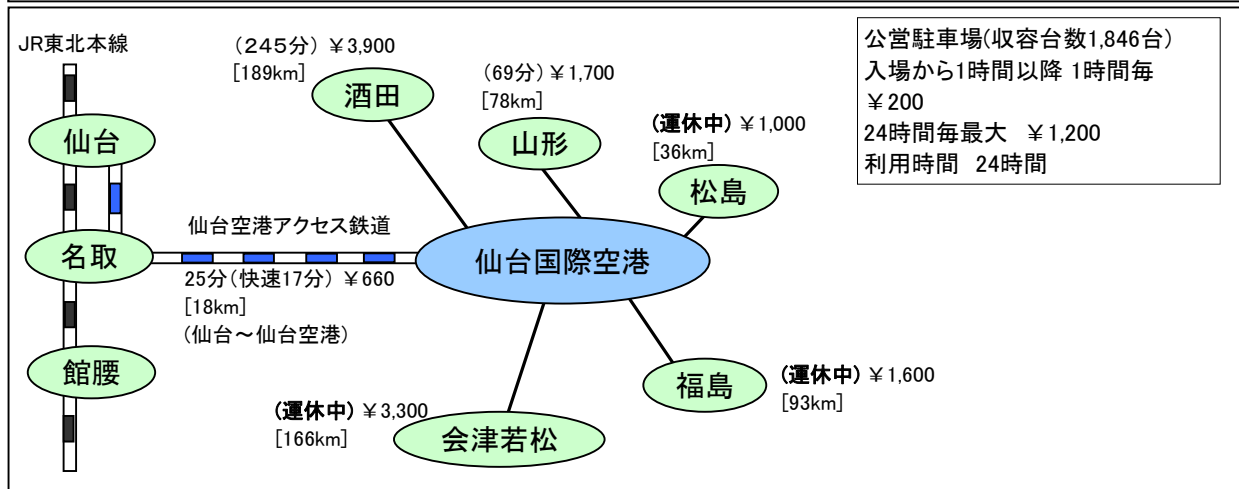 JR東北本線
仙台
名取
館腰
(245分) ¥3,900
[189km]
酒田
(69分) ¥1,700
[78km]
山形
(運休中) ¥1,000
[36km]
松島
公営駐車場(収容台数1,846台)
入場から1時間以降 1時間毎
¥200
24時間毎最大 ¥1,200
利用時間 24時間
仙台空港アクセス鉄道
25分(快速17分) ¥660
[18km]
(仙台~仙台空港)
仙台国際空港
(運休中) ¥3,300
[166km]
会津若松
福島
(運休中) ¥1,600
[93km]